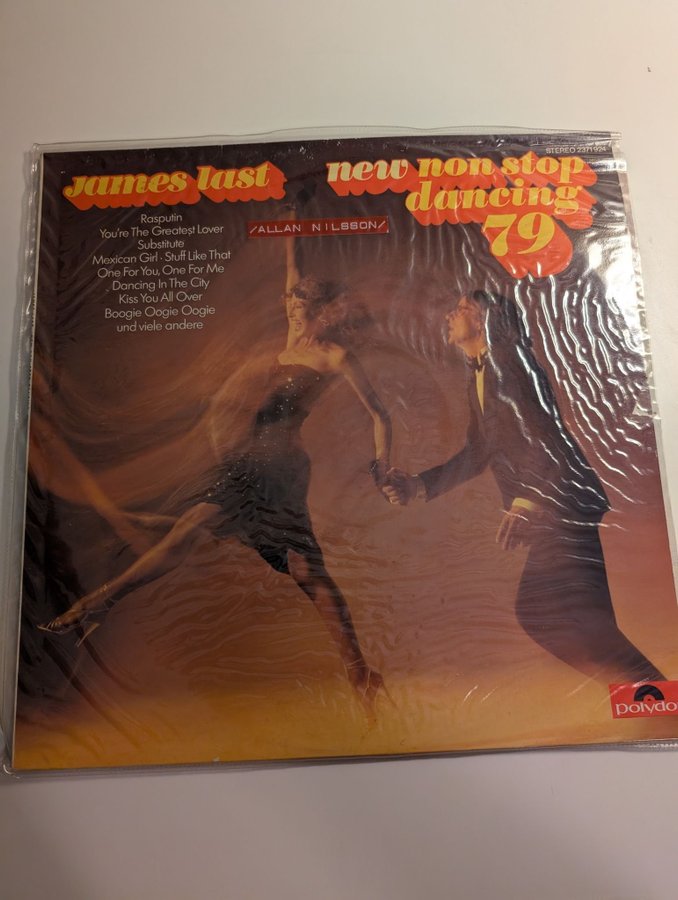 STEREO 2371 924
james last
new non stop
dancing
79
/ALLAN NILSSON/
Rasputin
You're The Greatest Lover
Substitute
Mexican Girl · Stuff Like That
One For You, One For Me
Dancing In The City
Kiss You All Over
Boogie Oogie Oogie
und viele andere
polydo